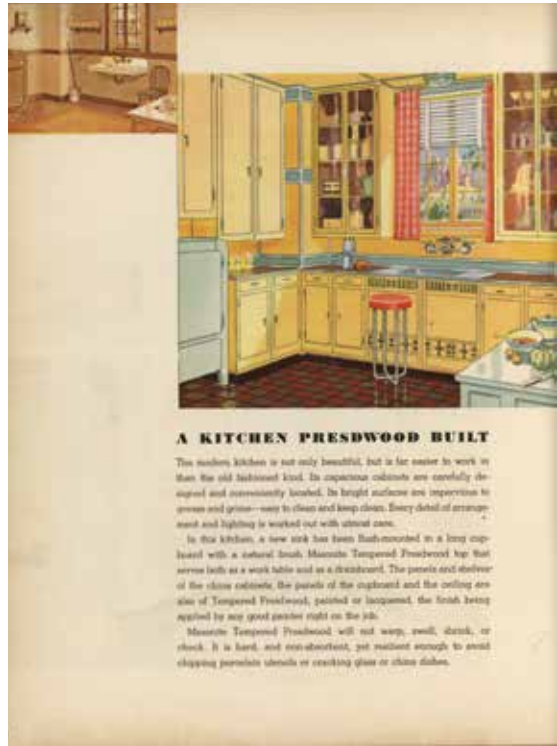 A KITCHEN PRESDWOOD BUILT
The modern kitchen is not only beautiful, but is far easier to work in
than the old fashioned kind. Its capacious cabinets are carefully de-
signed and conveniently located. Its bright surfaces are impervious to
grease and grime—easy to clean and keep clean. Every detail of arrange-
ment and lighting is worked out with utmost care.
In this kitchen, a new sink has been flush-mounted in a long cup-
board with a natural finish Masonite Tempered Presdwood top that
serves both as a work table and as a drainboard. The panels and shelves
of the china cabinets, the panels of the cupboard and the ceiling are
also of Tempered Presdwood, painted or lacquered, the finish being
applied by any good painter right on the job.
Masonite Tempered Presdwood will not warp, swell, shrink, or
check. It is hard, and non-absorbent, yet resilient enough to avoid
chipping porcelain utensils or cracking glass or china dishes.